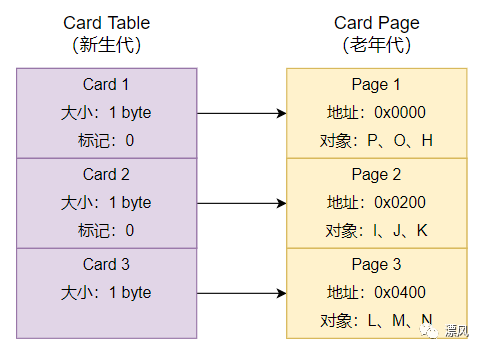 Card Table
（新生代）
Card 1
大小：1 byte
标记：0
Card 2
大小：1 byte
标记：0
Card 3
大小：1 byte
Card Page
（老年代）
Page 1
地址：0x0000
对象：P、O、H
Page 2
地址：0x0200
对象：I、J、K
Page 3
地址：0x0400
对象：L、M、N
漂风